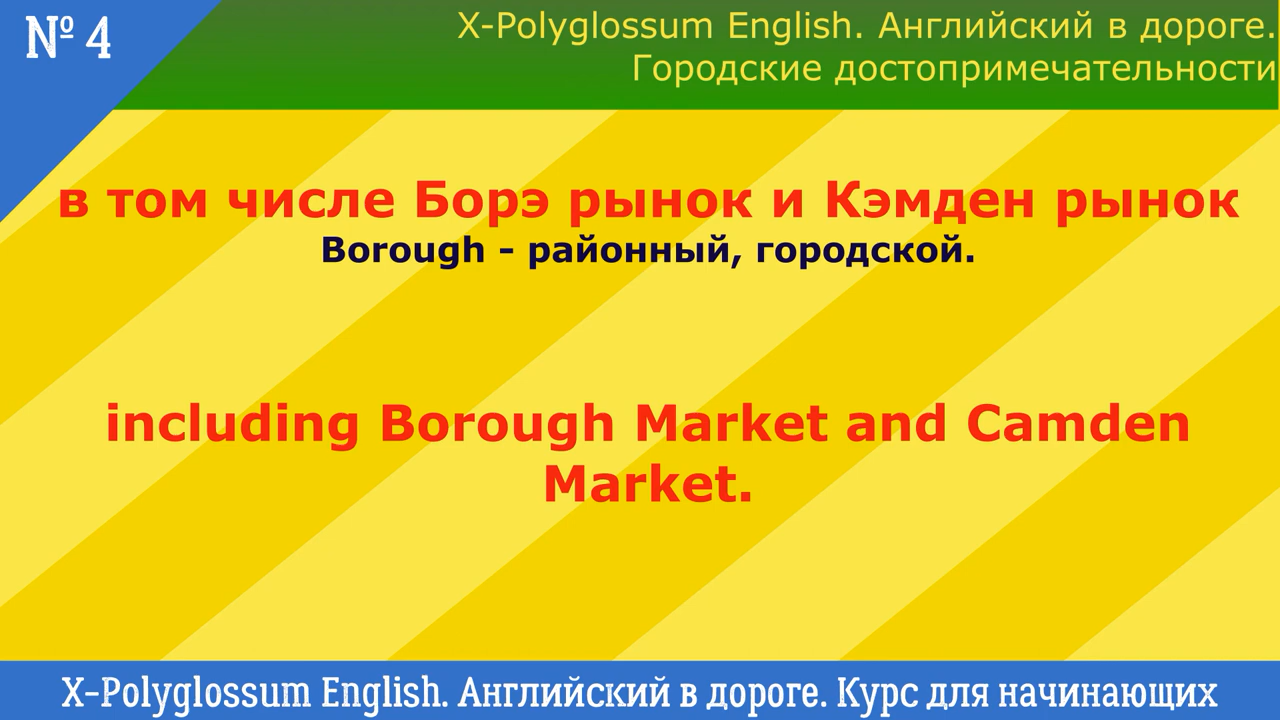 № 4
X-Polyglossum English. Английский в дороге.
Городские достопримечательности
в том числе Борэ рынок и Кэмден рынок
Borough - районный, городской.
including Borough Market and Camden
Market.
X-Polyglossum English. Английский в дороге. Курс для начинающих